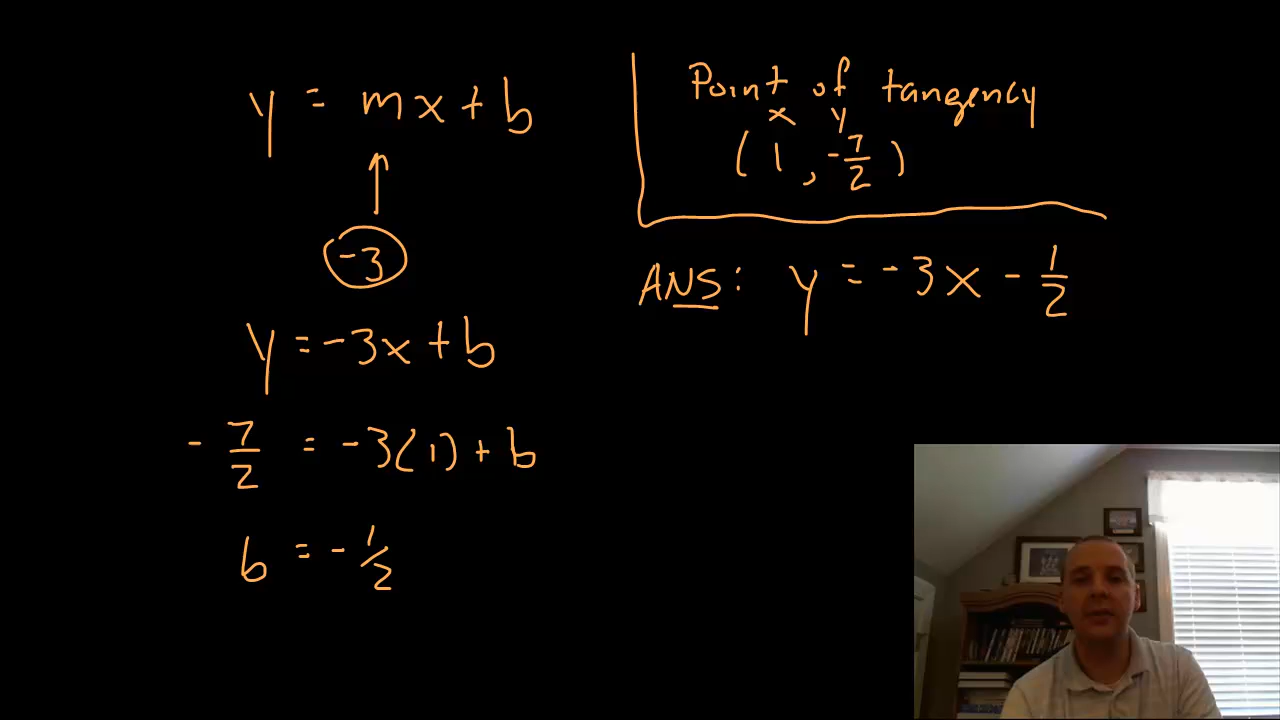 y = mx + b
-3
y = -3x + b
- 7/2 = -3(1) + b
b = - 1/2
Point of tangency
x y
(1, -7/2)
ANS: y = -3x - 1/2